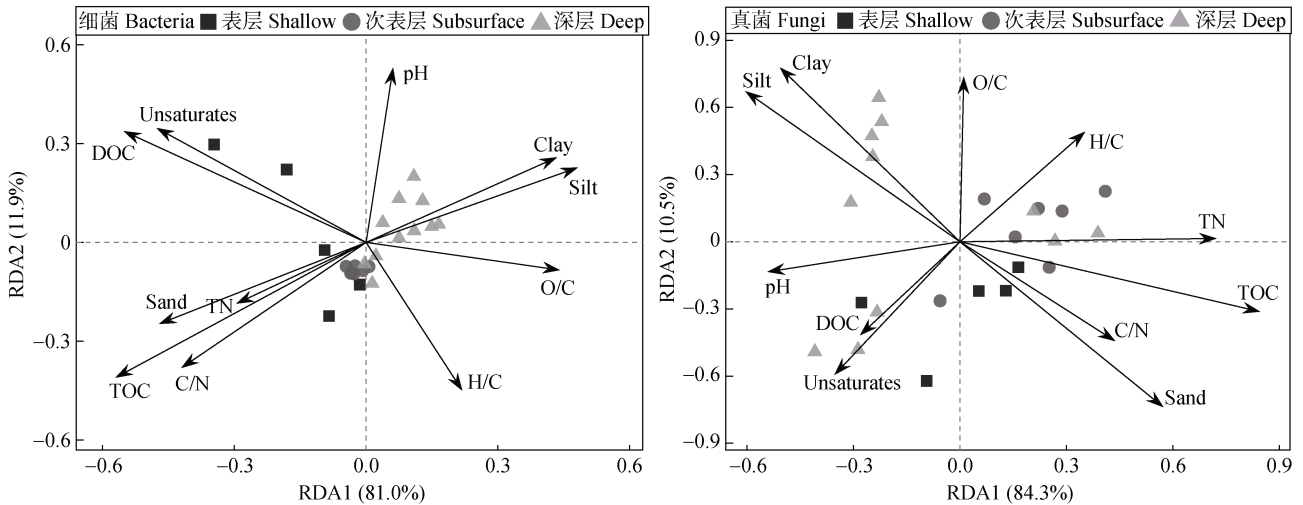 细菌 Bacteria 表层 Shallow 次表层 Subsurface 深层 Deep
0.6
0.3
0
−0.3
−0.6
RDA2 (11.9%)
pH
Unsaturates
DOC
Clay
Silt
O/C
Sand
TN
TOC
C/N
H/C
−0.6
−0.3
0.0
0.3
0.6
RDA1 (81.0%)
真菌 Fungi 表层 Shallow 次表层 Subsurface 深层 Deep
0.9
0.6
0.3
0
−0.3
−0.6
−0.9
RDA2 (10.5%)
Clay
Silt
O/C
H/C
TN
pH
TOC
DOC
C/N
Unsaturates
Sand
−0.6
−0.3
0.0
0.3
0.6
0.9
RDA1 (84.3%)